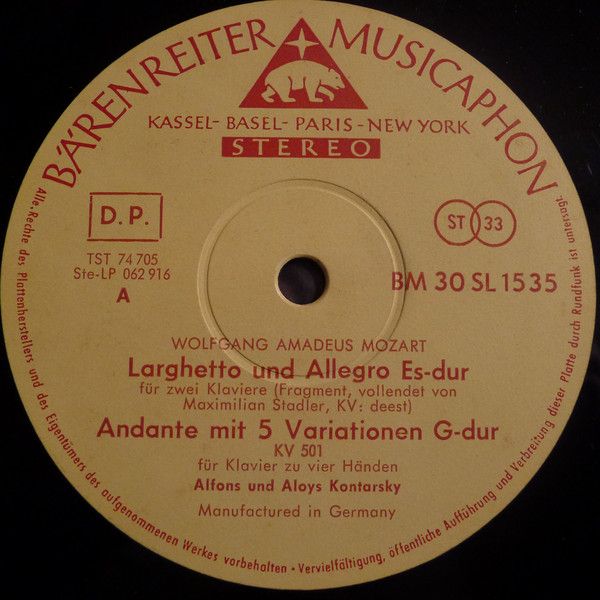 BÄRENREITER MUSICAPHON
KASSEL- BASEL- PARIS - NEW YORK
STEREO
D.P.
ST 33
TST 74 705
Ste-LP 062 916
A
BM 30 SL 1535
WOLFGANG AMADEUS MOZART
Larghetto und Allegro Es-dur
für zwei Klaviere (Fragment, vollendet von
Maximilian Stadler, KV: deest)
Andante mit 5 Variationen G-dur
KV 501
für Klavier zu vier Händen
Alfons und Aloys Kontarsky
Manufactured in Germany
Alle Rechte des Plattenherstellers und des Eigentümers des aufgenommenen Werkes vorbehalten • Vervielfältigung, öffentliche Aufführung und Verbreitung dieser Platte durch Rundfunk ist untersagt.